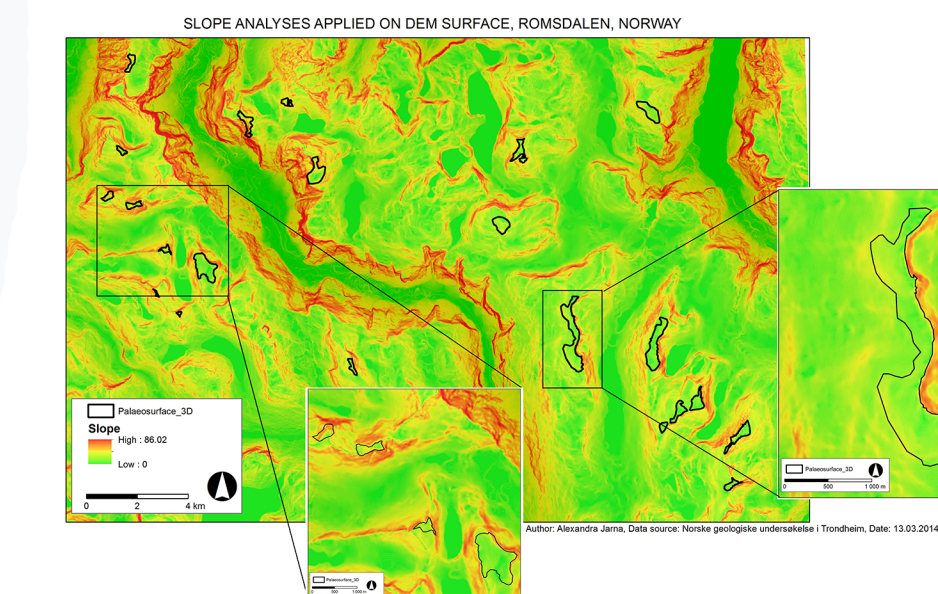 SLOPE ANALYSES APPLIED ON DEM SURFACE, ROMSDALEN, NORWAY
Palaeosurface_3D
Slope
High : 86.02
Low : 0
0 2 4 km
Palaeosurface_3D
0 500 1 000 m
Palaeosurface_3D
0 500 1 000 m
Author: Alexandra Jarna, Data source: Norske geologiske undersøkelse i Trondheim, Date: 13.03.2014